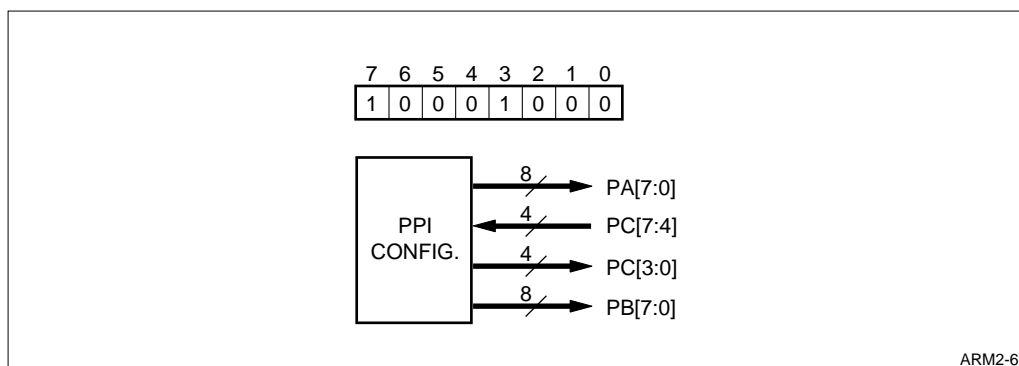 7 6 5 4 3 2 1 0
1 0 0 0 1 0 0 0
8 PA[7:0]
PPI 4 PC[7:4]
CONFIG. 4 PC[3:0]
8 PB[7:0]
ARM2-6